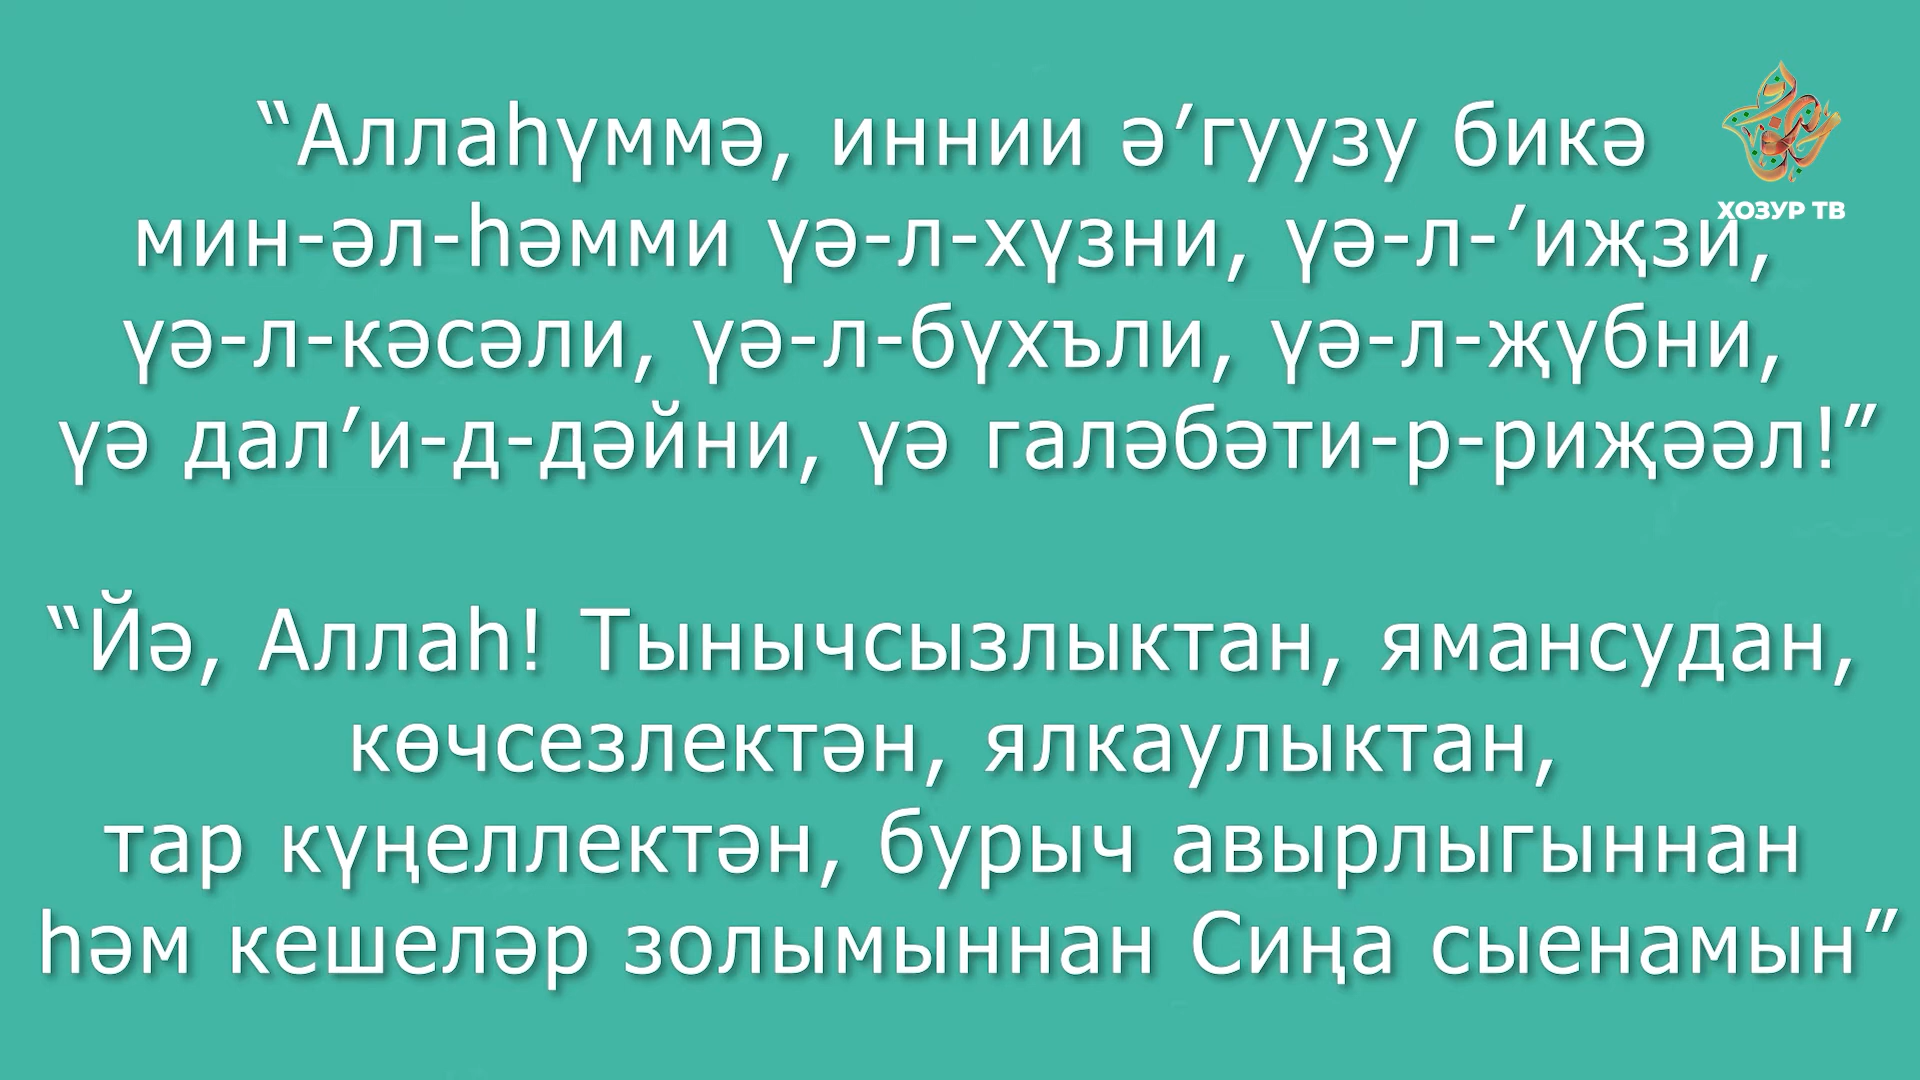 “Аллаһүммә, иннии ә’гуузу бикә
ХОЗУР ТВ
мин-әл-һәмми үә-л-хүзни, үә-л-’иҗзи,
үә-л-кәсәли, үә-л-бүхъли, үә-л-җүбни,
үә дал’и-д-дәйни, үә галәбәти-р-риҗәәл!”
“Йә, Аллаһ! Тынычсызлыктан, ямансудан,
көчсезлектән, ялкаулыктан,
тар күңеллектән, бурыч авырлыгыннан
һәм кешеләр золымыннан Сиңа сыенамын”